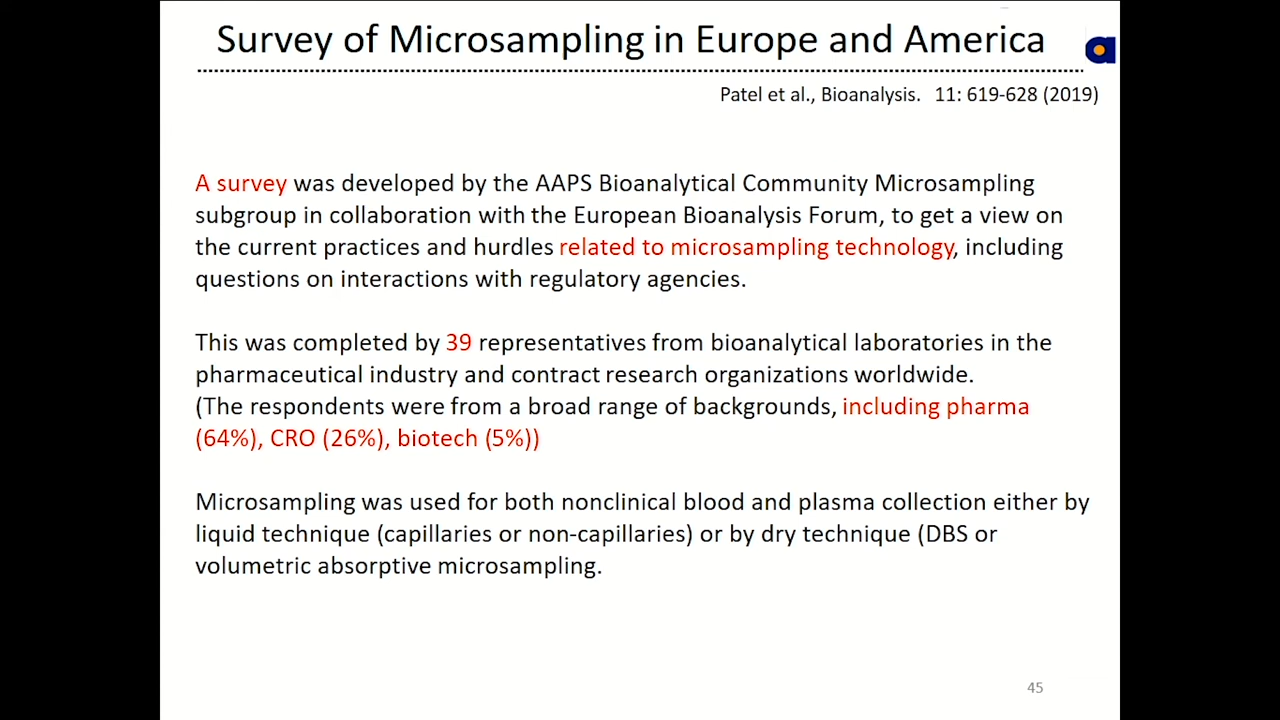 Survey of Microsampling in Europe and America
Patel et al., Bioanalysis. 11: 619-628 (2019)
A survey was developed by the AAPS Bioanalytical Community Microsampling
subgroup in collaboration with the European Bioanalysis Forum, to get a view on
the current practices and hurdles related to microsampling technology, including
questions on interactions with regulatory agencies.
This was completed by 39 representatives from bioanalytical laboratories in the
pharmaceutical industry and contract research organizations worldwide.
(The respondents were from a broad range of backgrounds, including pharma
(64%), CRO (26%), biotech (5%))
Microsampling was used for both nonclinical blood and plasma collection either by
liquid technique (capillaries or non-capillaries) or by dry technique (DBS or
volumetric absorptive microsampling.
45